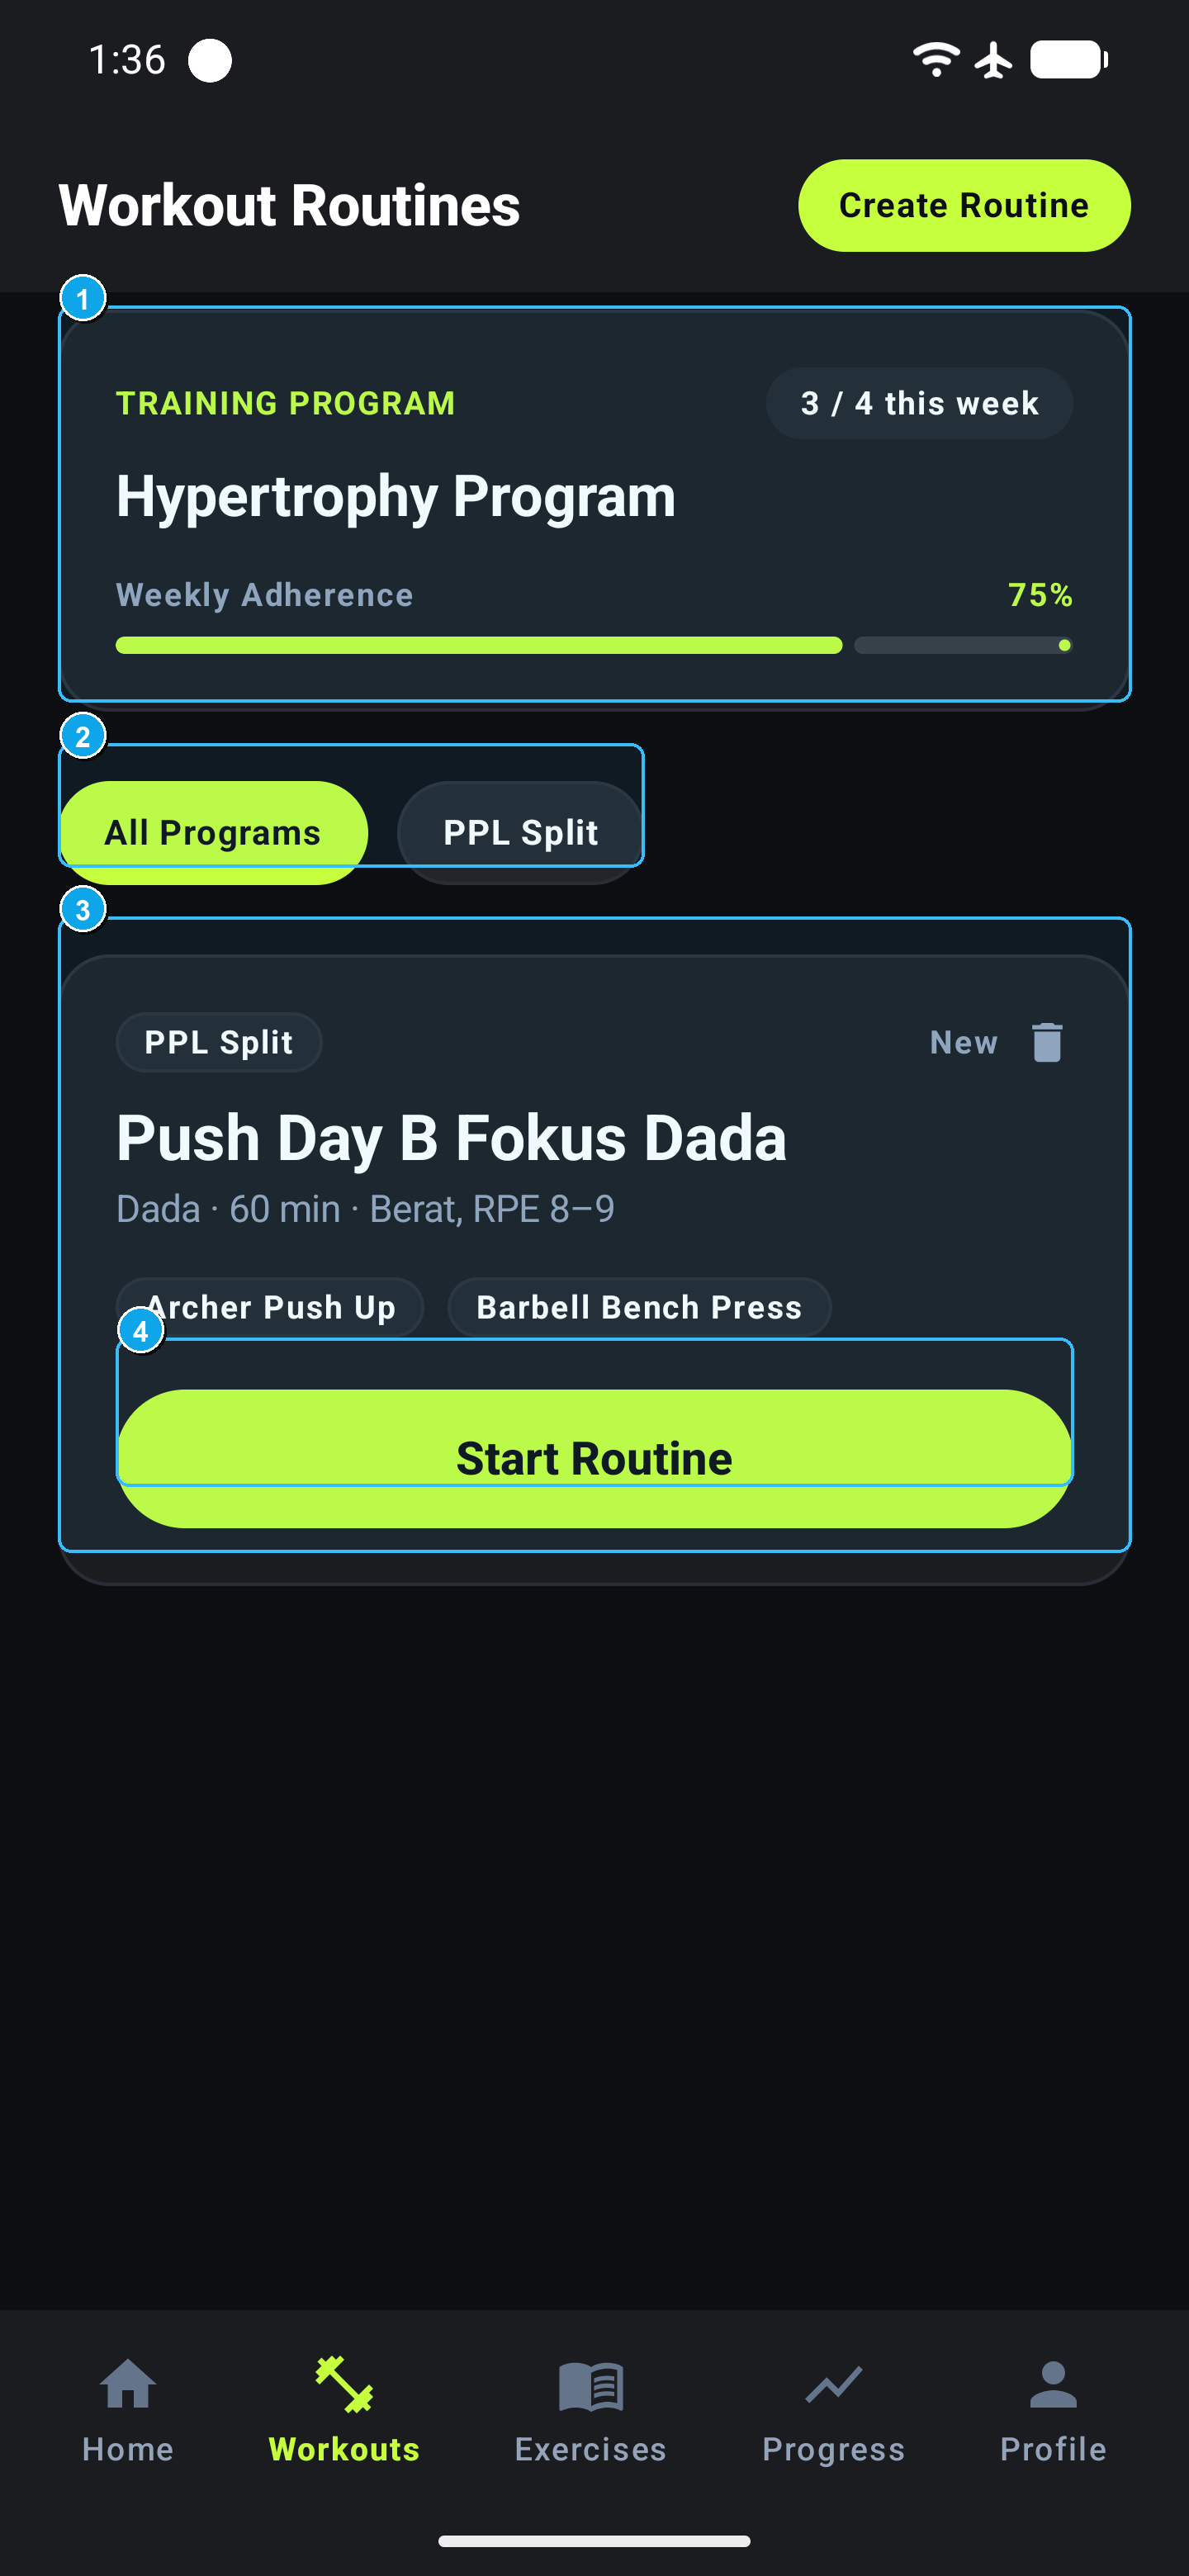 1:36
Workout Routines
Create Routine
1
TRAINING PROGRAM
3 / 4 this week
Hypertrophy Program
Weekly Adherence
75%
2
All Programs
PPL Split
3
PPL Split
New
Push Day B Fokus Dada
Dada · 60 min · Berat, RPE 8–9
Archer Push Up
Barbell Bench Press
4
Start Routine
Home
Workouts
Exercises
Progress
Profile